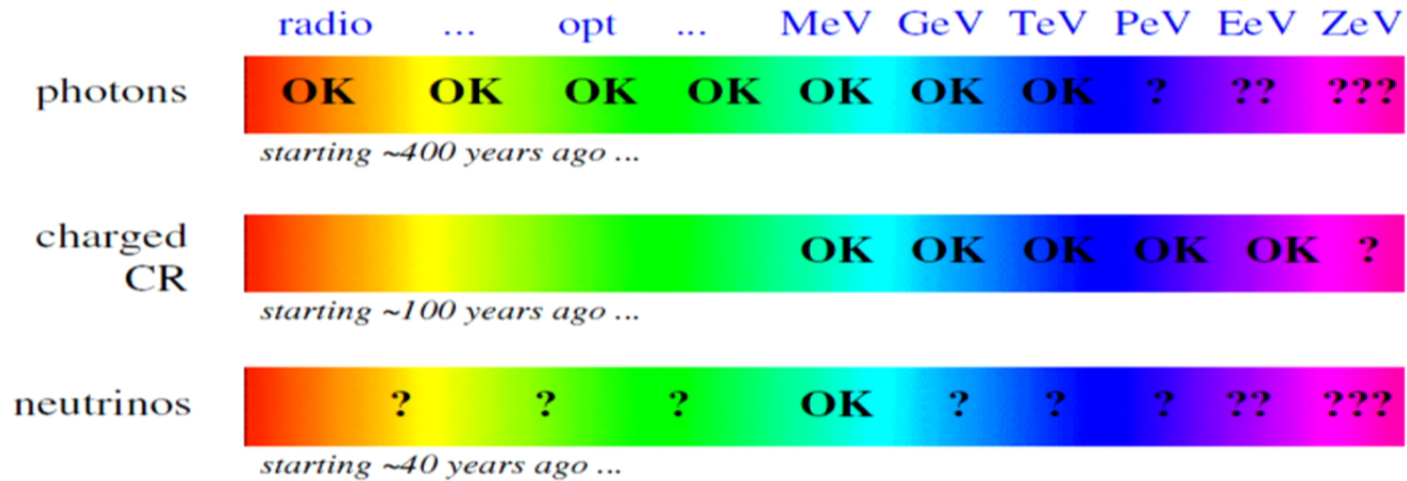 radio ... opt ... MeV GeV TeV PeV EeV ZeV
photons OK OK OK OK OK OK OK ? ?? ???
starting ~400 years ago ...
charged
CR OK OK OK OK OK ?
starting ~100 years ago ...
neutrinos ? ? ? OK ? ? ? ?? ???
starting ~40 years ago ...